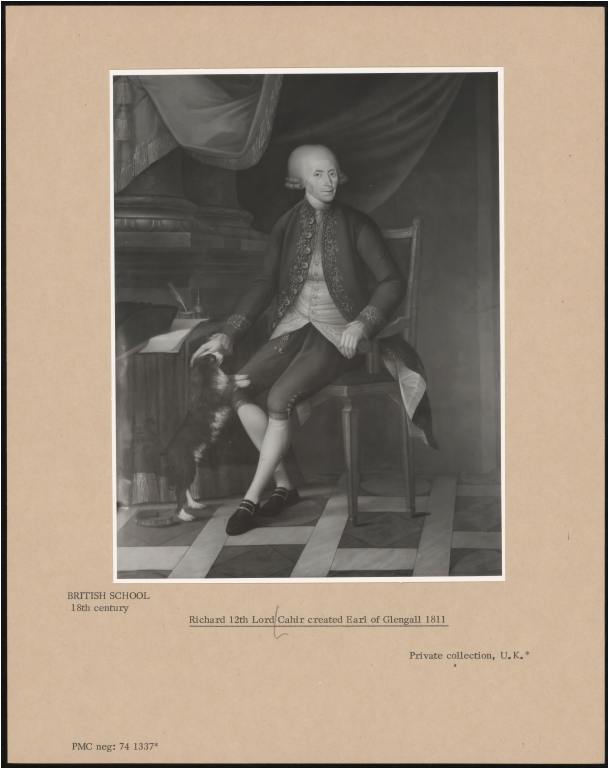 BRITISH SCHOOL
18th century
Richard 12th Lord Cahir created Earl of Glengall 1811
Private collection, U.K.*
PMC neg: 74 1337*